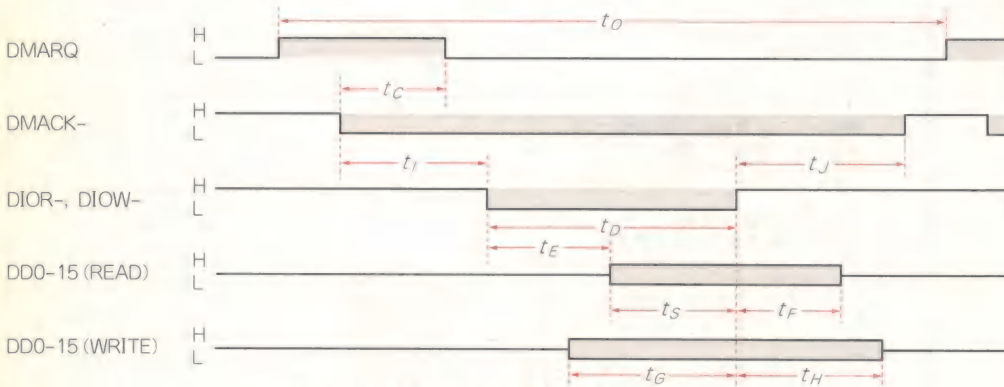 t0
DMARQ H
L
tC
DMACK- H
L
tI tJ
DIOR-, DIOW- H
L
tD
tE
DD0-15 (READ) H
L
tS tF
DD0-15 (WRITE) H
L
tG tH